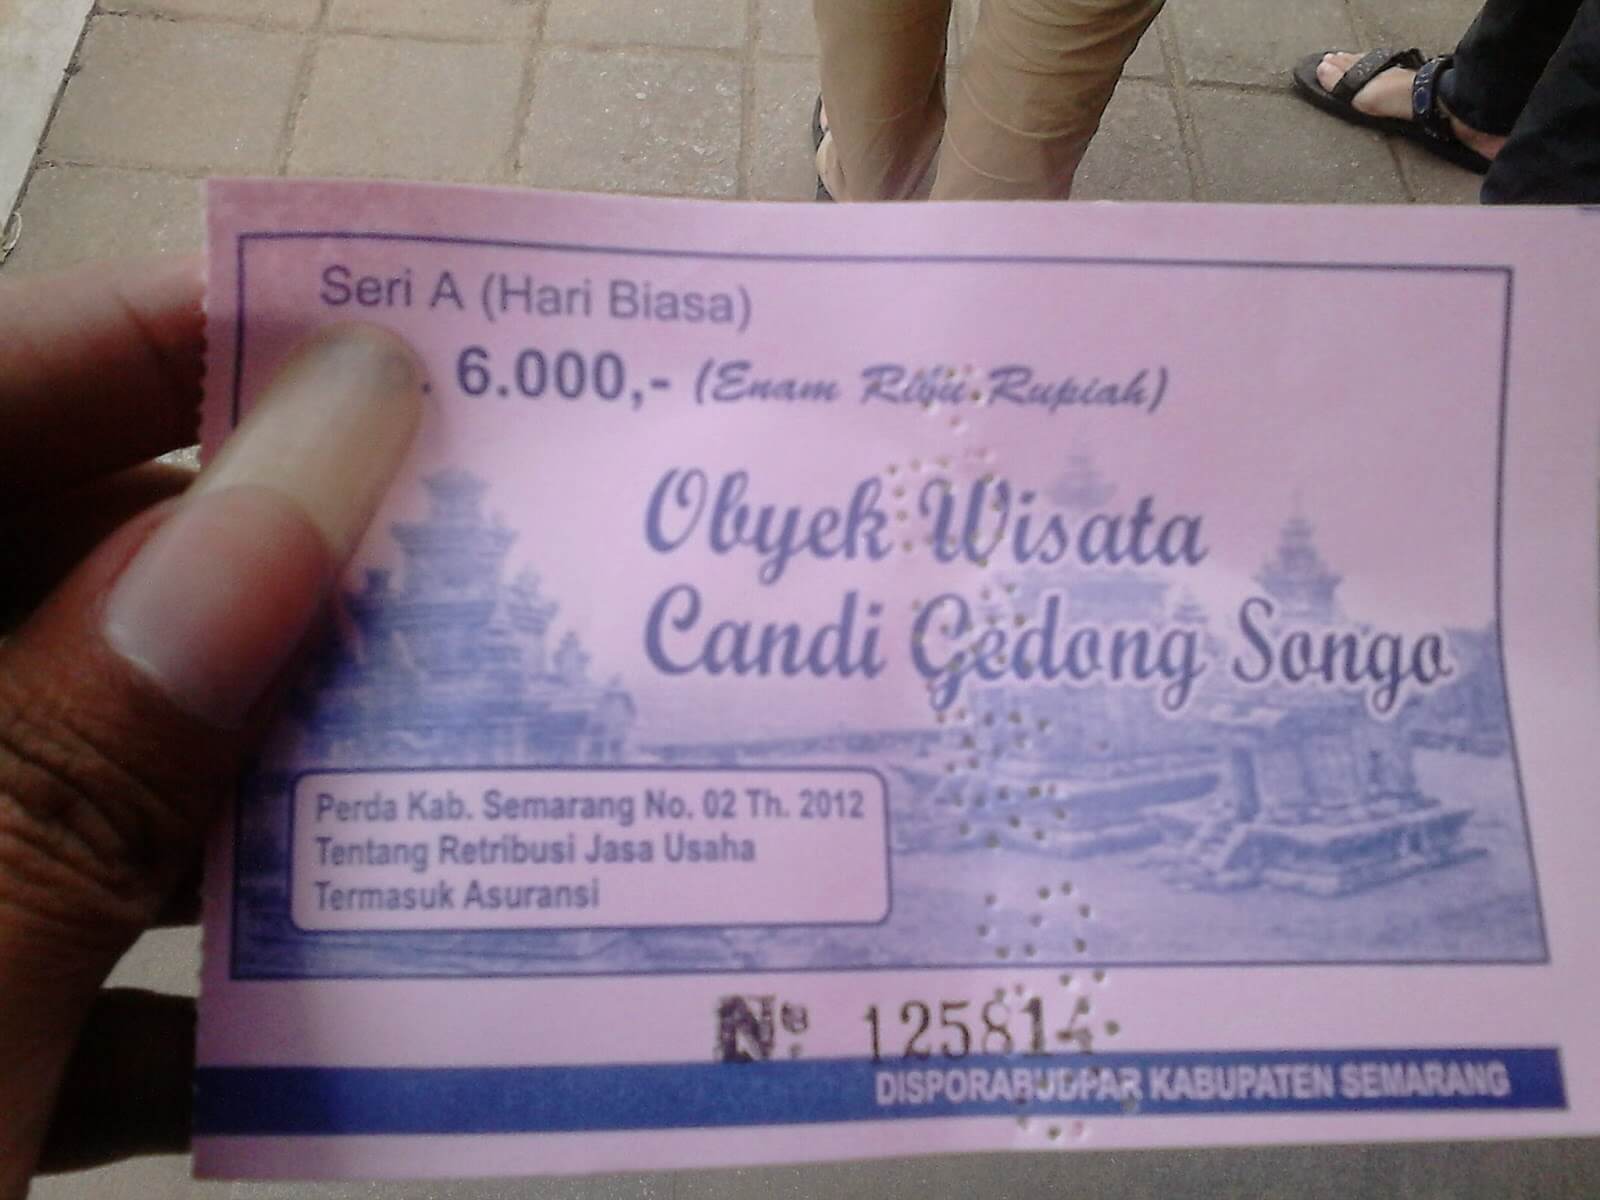 Seri A (Hari Biasa)
. 6.000,- (Enam Ribu Rupiah)
Obyek Wisata
Candi Gedong Songo
Perda Kab. Semarang No. 02 Th. 2012
Tentang Retribusi Jasa Usaha
Termasuk Asuransi
No. 125814
DISPORABUDPAR KABUPATEN SEMARANG